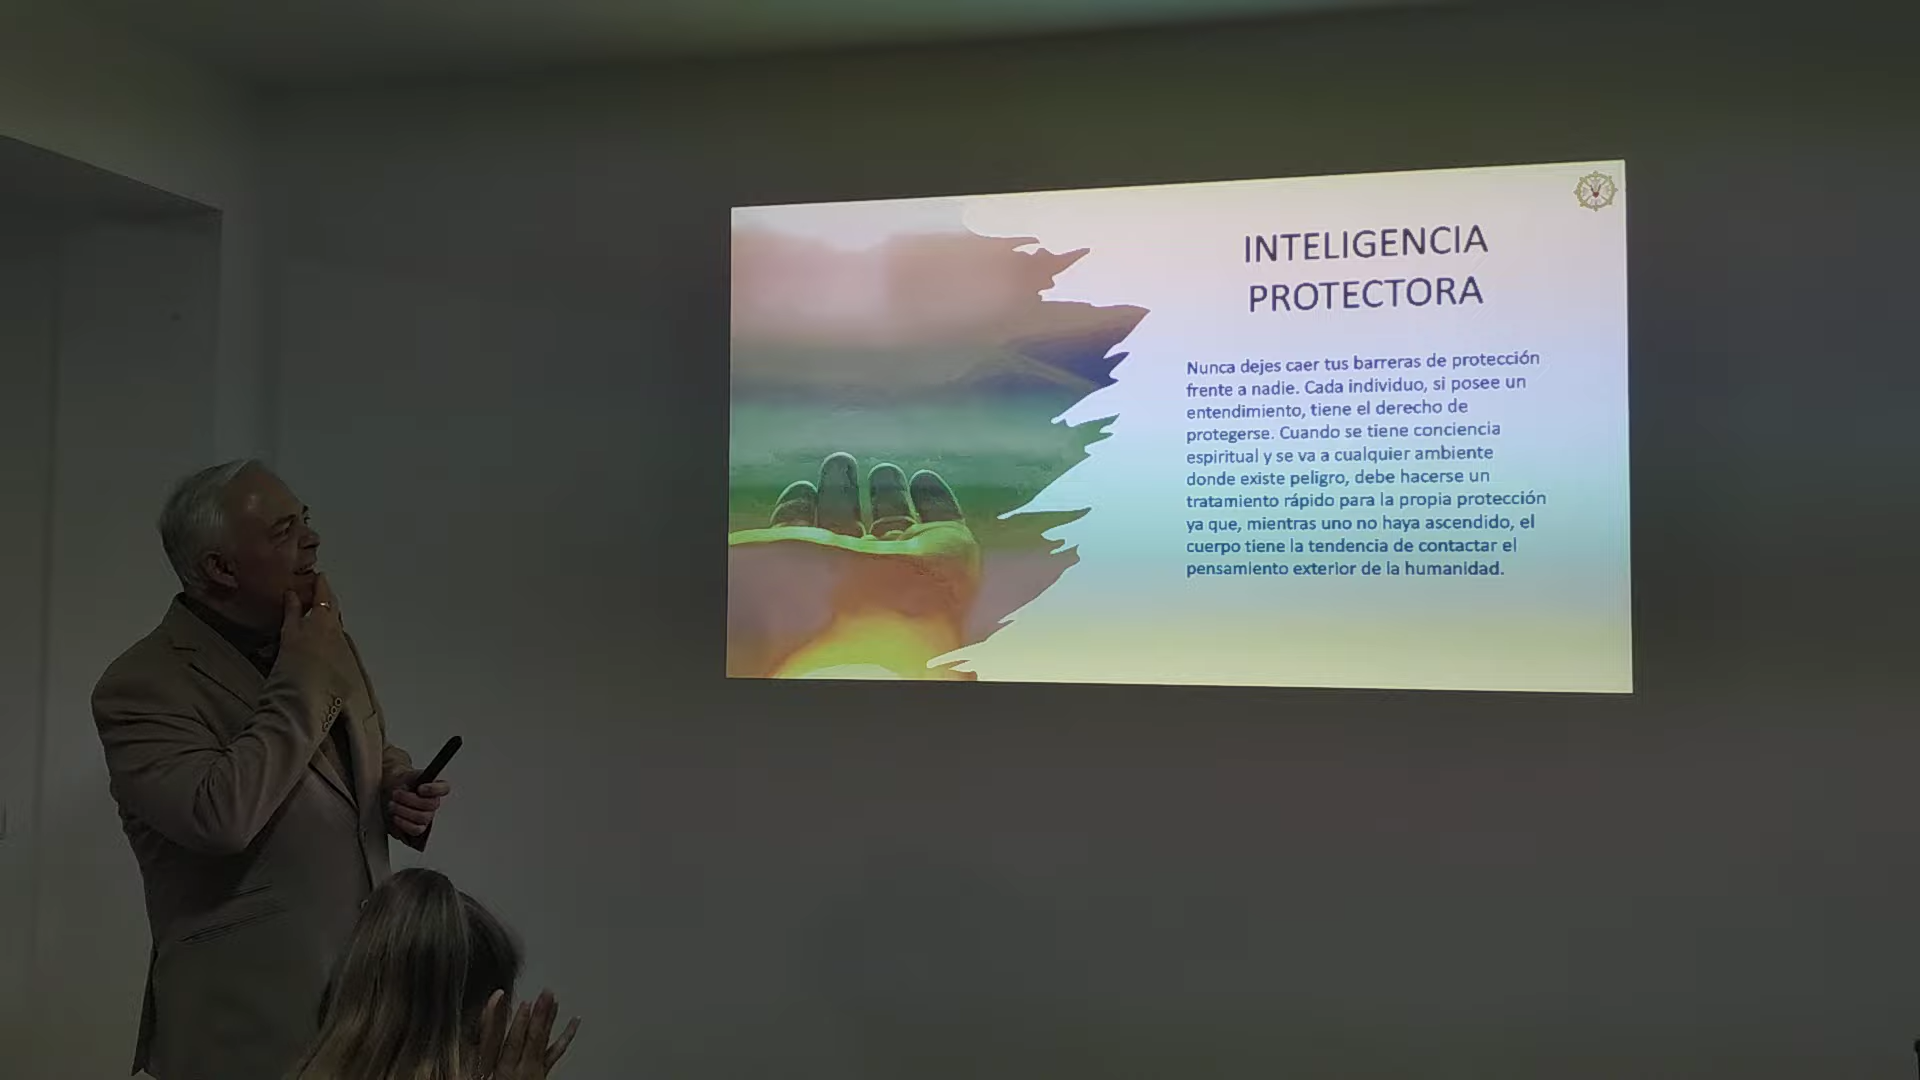 INTELIGENCIA
PROTECTORA
Nunca dejes caer tus barreras de protección
frente a nadie. Cada individuo, si posee un
entendimiento, tiene el derecho de
protegerse. Cuando se tiene conciencia
espiritual y se va a cualquier ambiente
donde existe peligro, debe hacerse un
tratamiento rápido para la propia protección
ya que, mientras uno no haya ascendido, el
cuerpo tiene la tendencia de contactar el
pensamiento exterior de la humanidad.